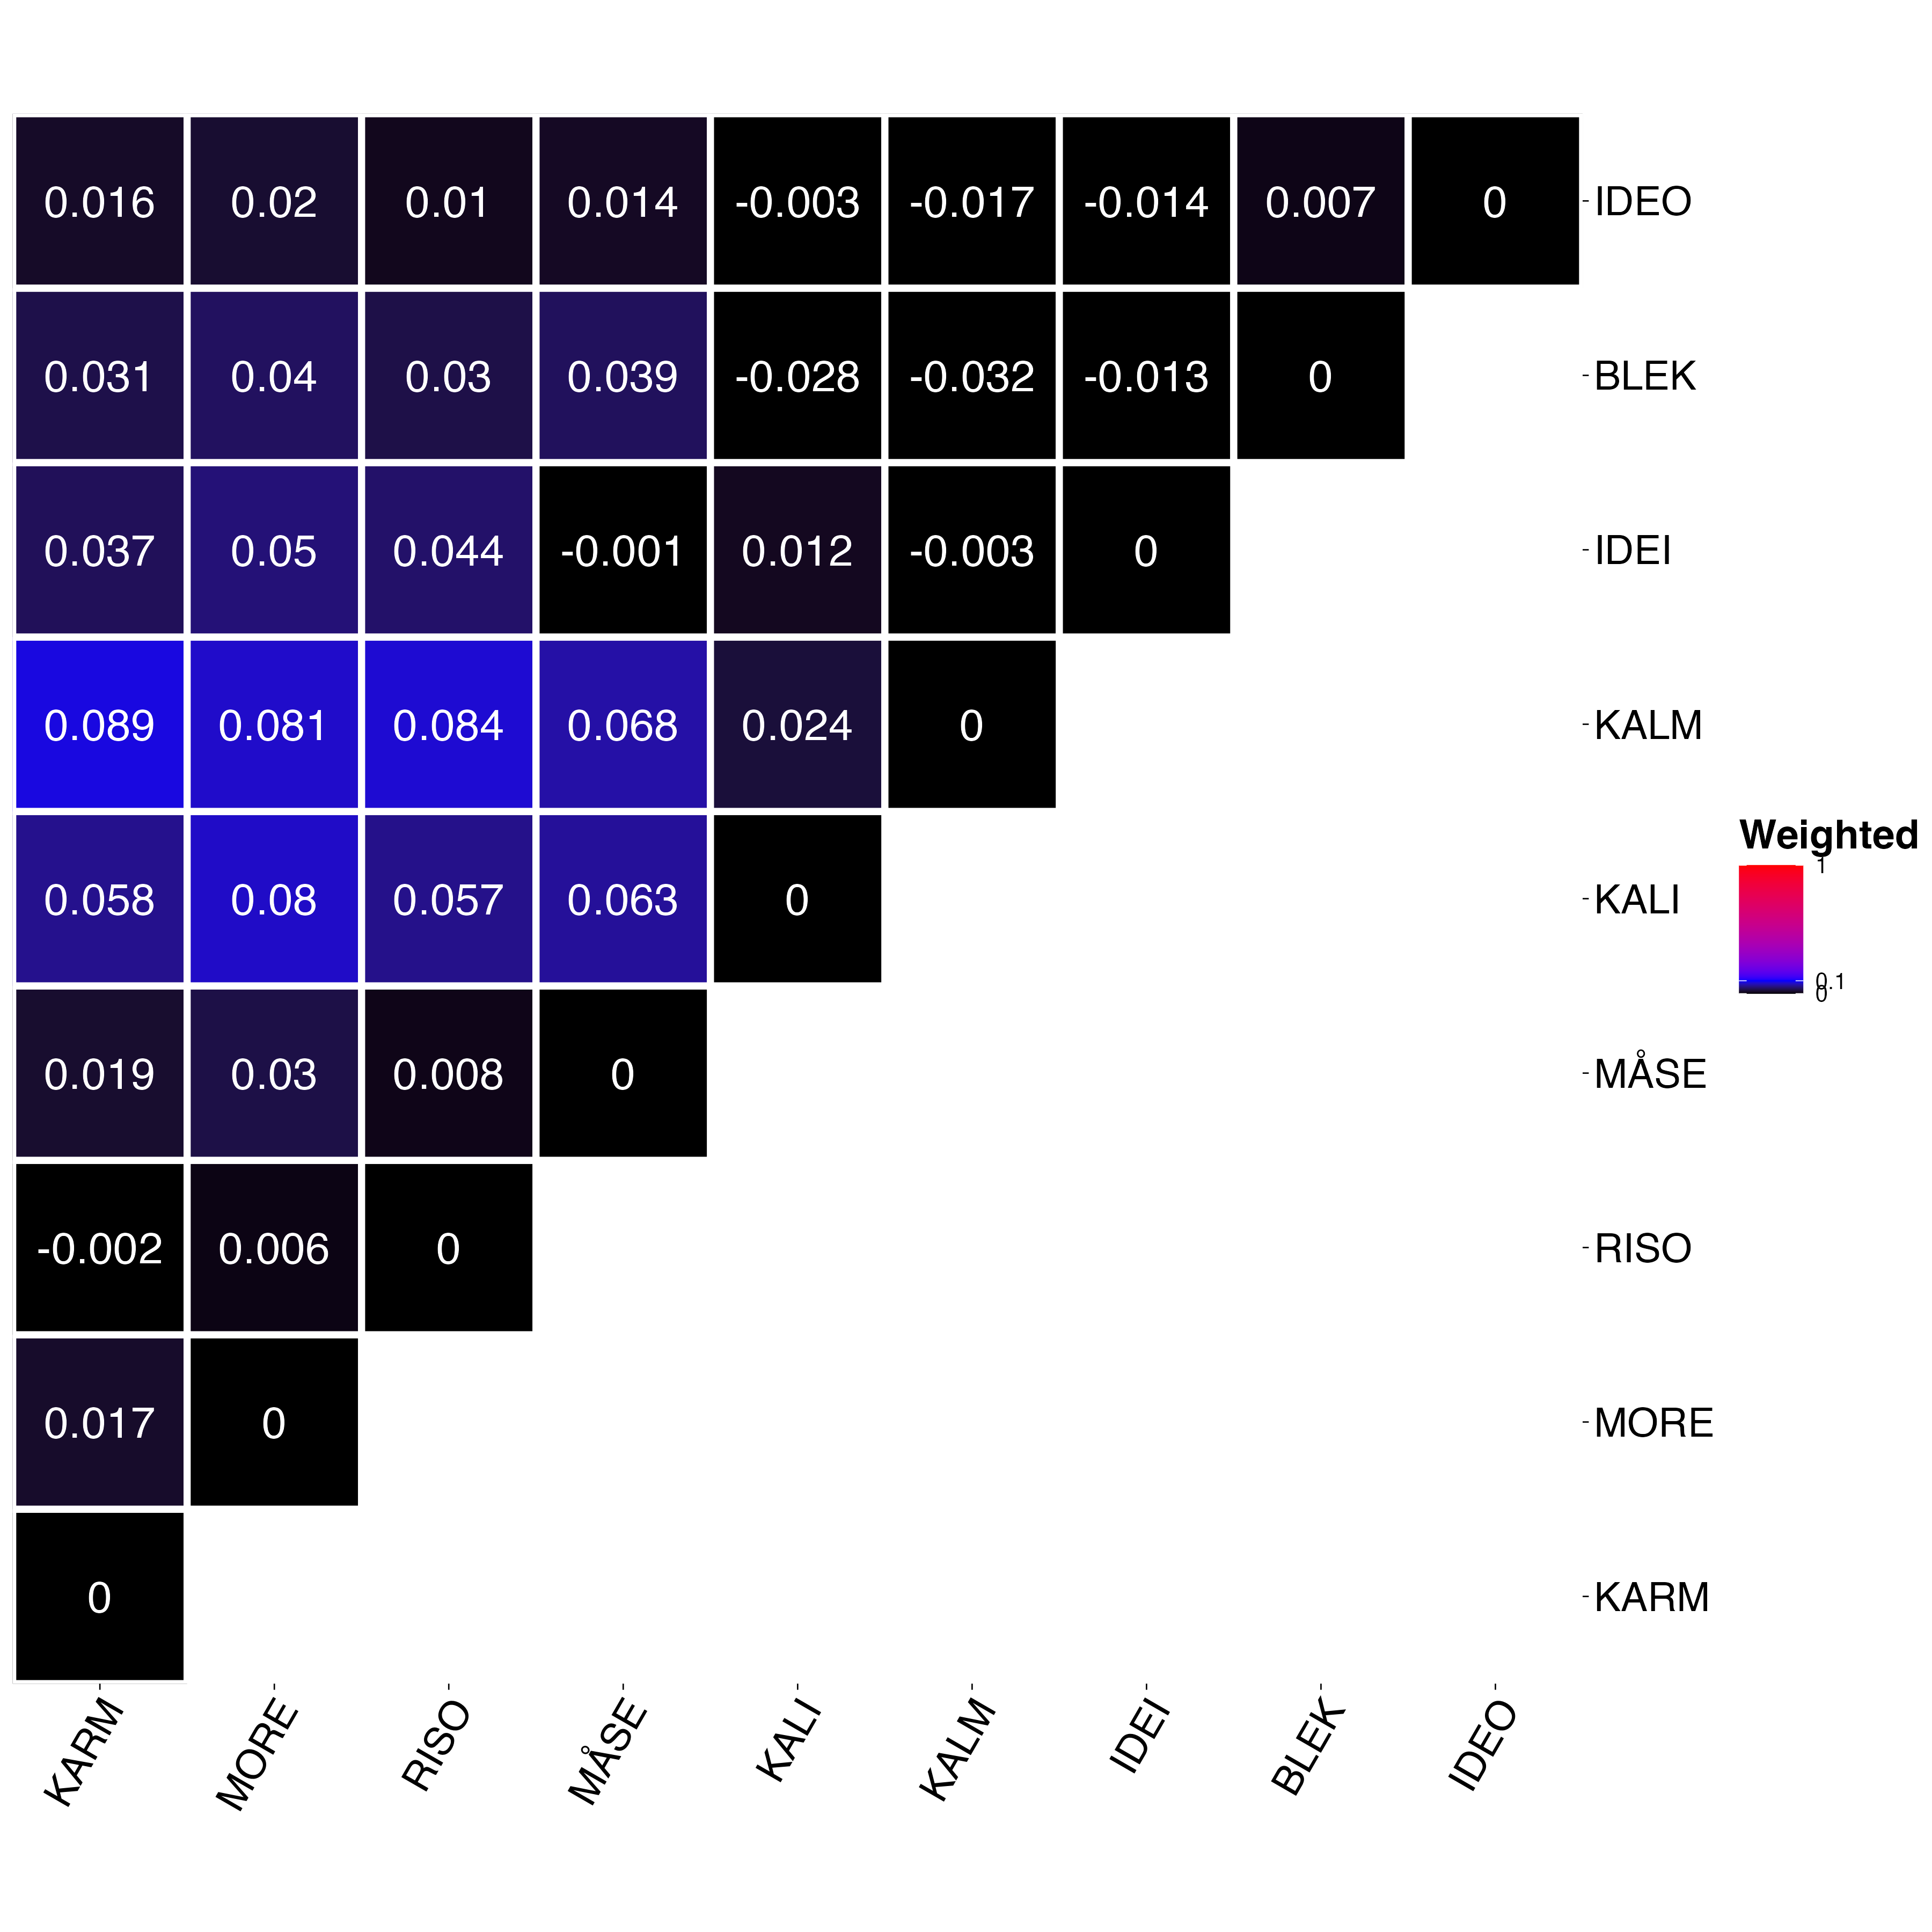 0.016 0.02 0.01 0.014 -0.003 -0.017 -0.014 0.007 0 IDEO
0.031 0.04 0.03 0.039 -0.028 -0.032 -0.013 0 BLEK
0.037 0.05 0.044 -0.001 0.012 -0.003 0 IDEI
0.089 0.081 0.084 0.068 0.024 0 KALM
0.058 0.08 0.057 0.063 0 KALI
0.019 0.03 0.008 0 MÅSE
-0.002 0.006 0 RISO
0.017 0 MORE
0 KARM
KARM MORE RISO MÅSE KALI KALM IDEI BLEK IDEO
Weighted
1
0.1
0